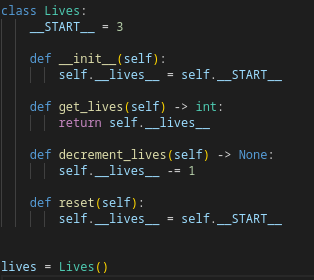 class Lives:
    __START__ = 3

    def __init__(self):
        self.__lives__ = self.__START__

    def get_lives(self) -> int:
        return self.__lives__

    def decrement_lives(self) -> None:
        self.__lives__ -= 1

    def reset(self):
        self.__lives__ = self.__START__


lives = Lives()